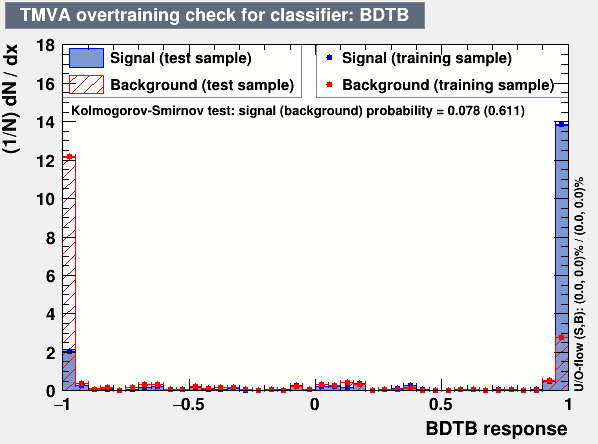 TMVA overtraining check for classifier: BDTB
(1/N) dN / dx
18
16
14
12
10
8
6
4
2
0
Signal (test sample)
Background (test sample)
Signal (training sample)
Background (training sample)
Kolmogorov-Smirnov test: signal (background) probability = 0.078 (0.611)
−1 −0.5 0 0.5 1
BDTB response
U/O-flow (S,B): (0.0, 0.0)% / (0.0, 0.0)%